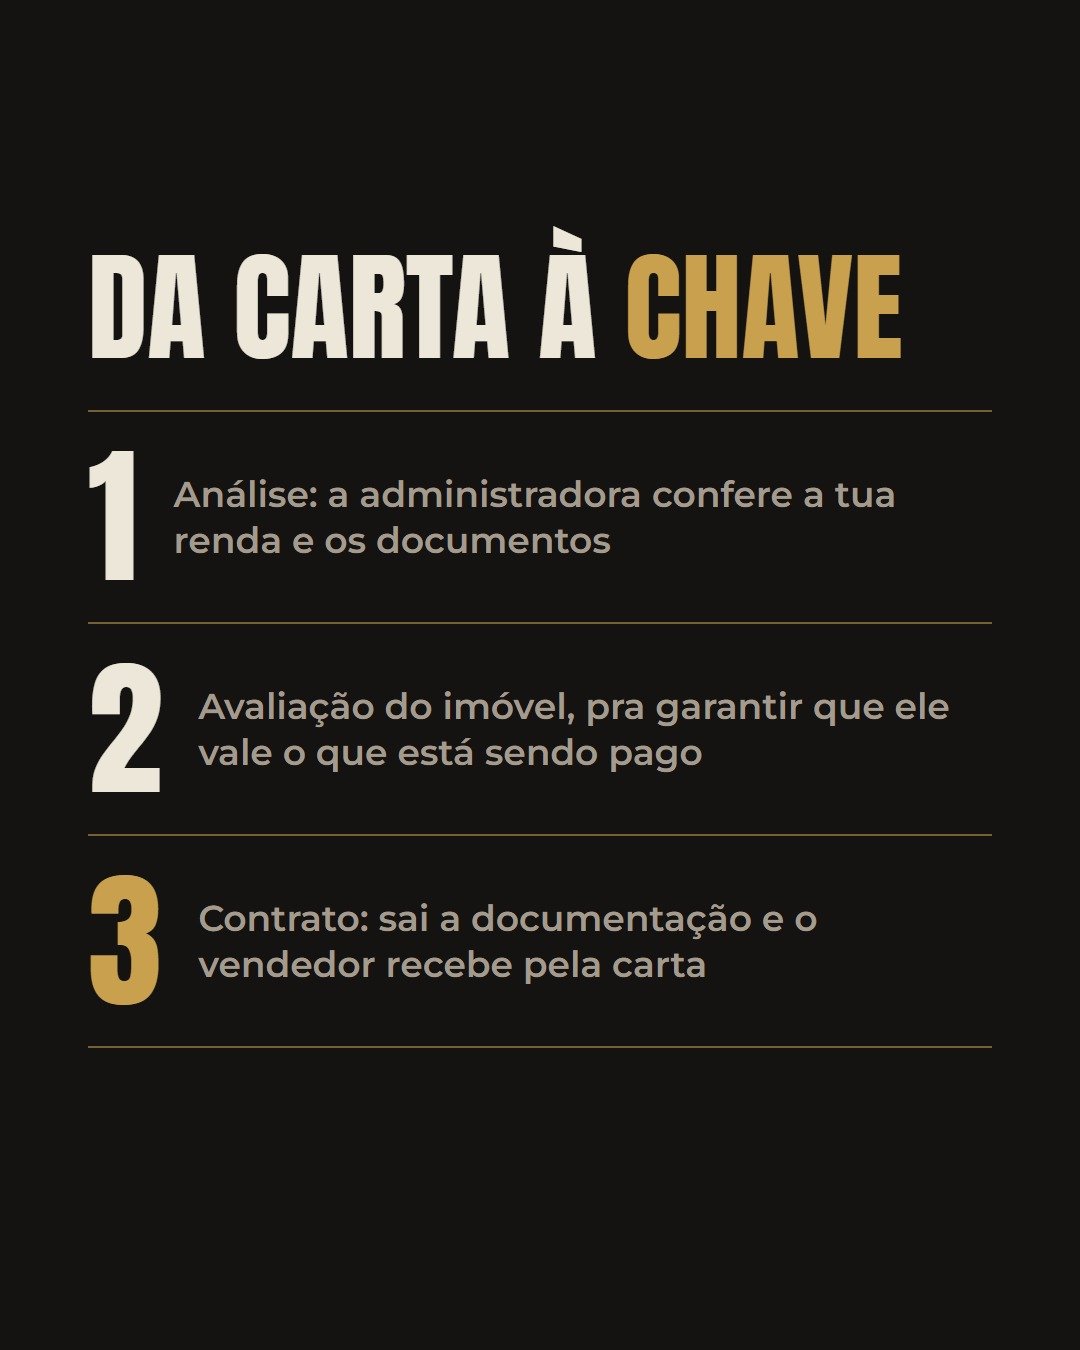 DA CARTA À CHAVE
1
Análise: a administradora confere a tua
renda e os documentos
2
Avaliação do imóvel, pra garantir que ele
vale o que está sendo pago
3
Contrato: sai a documentação e o
vendedor recebe pela carta